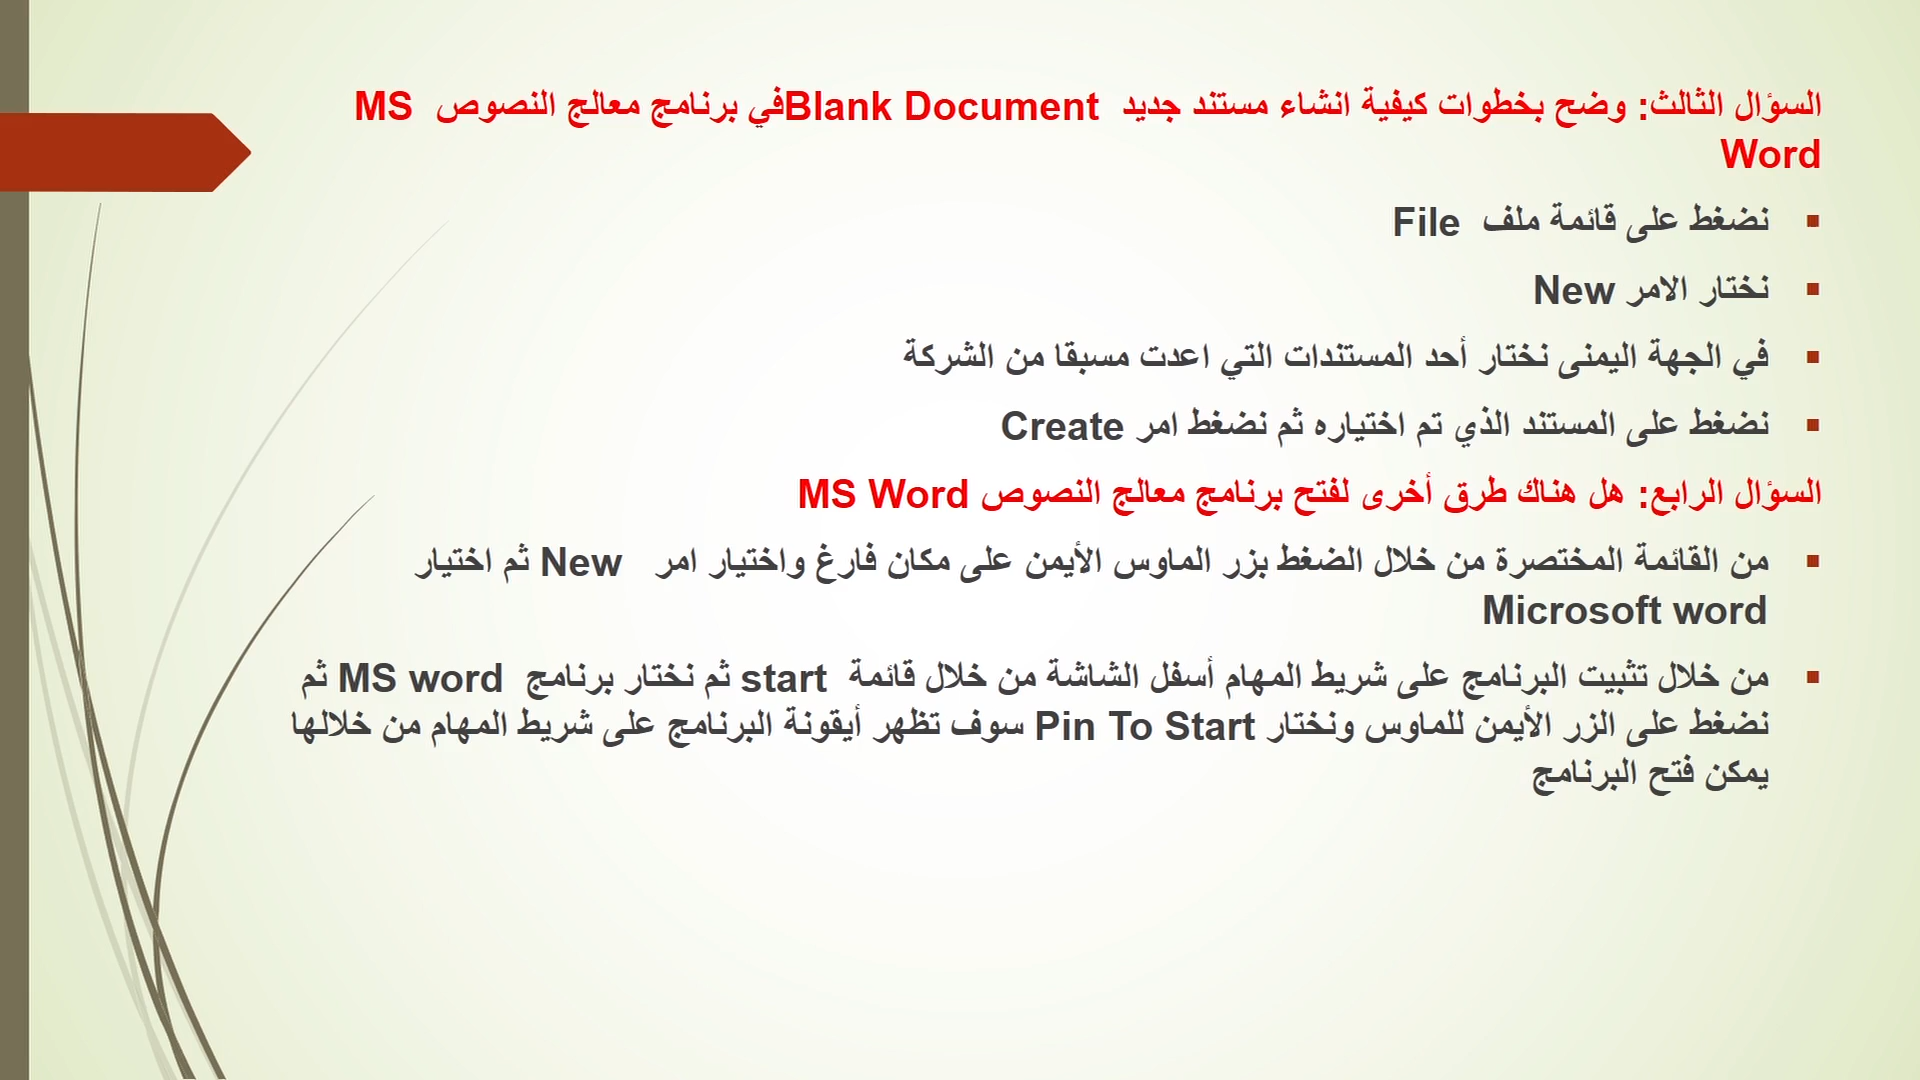 السؤال الثالث: وضح بخطوات كيفية انشاء مستند جديد Blank Documentفي برنامج معالج النصوص MS
Word
نضغط على قائمة ملف File
نختار الامر New
في الجهة اليمنى نختار أحد المستندات التي اعدت مسبقا من الشركة
نضغط على المستند الذي تم اختياره ثم نضغط امر Create
السؤال الرابع: هل هناك طرق أخرى لفتح برنامج معالج النصوص MS Word
من القائمة المختصرة من خلال الضغط بزر الماوس الأيمن على مكان فارغ واختيار امر New ثم اختيار
Microsoft word
من خلال تثبيت البرنامج على شريط المهام أسفل الشاشة من خلال قائمة start ثم نختار برنامج MS word ثم
نضغط على الزر الأيمن للماوس ونختار Pin To Start سوف تظهر أيقونة البرنامج على شريط المهام من خلالها
يمكن فتح البرنامج